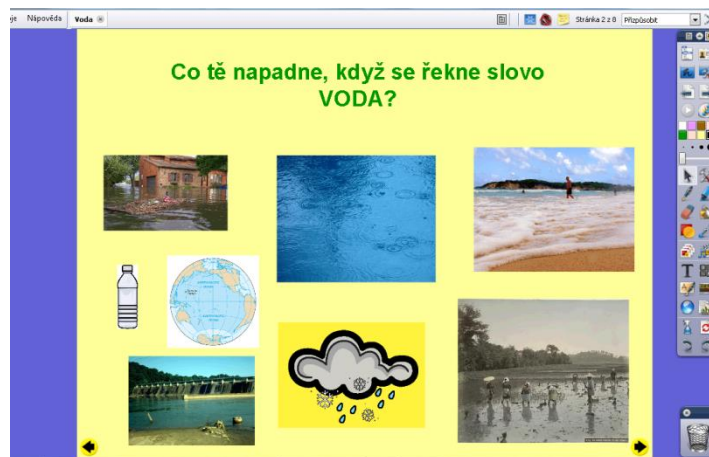 Nápověda
Voda
Stránka 2 z 8
Přizpůsobit
Co tě napadne, když se řekne slovo
VODA?